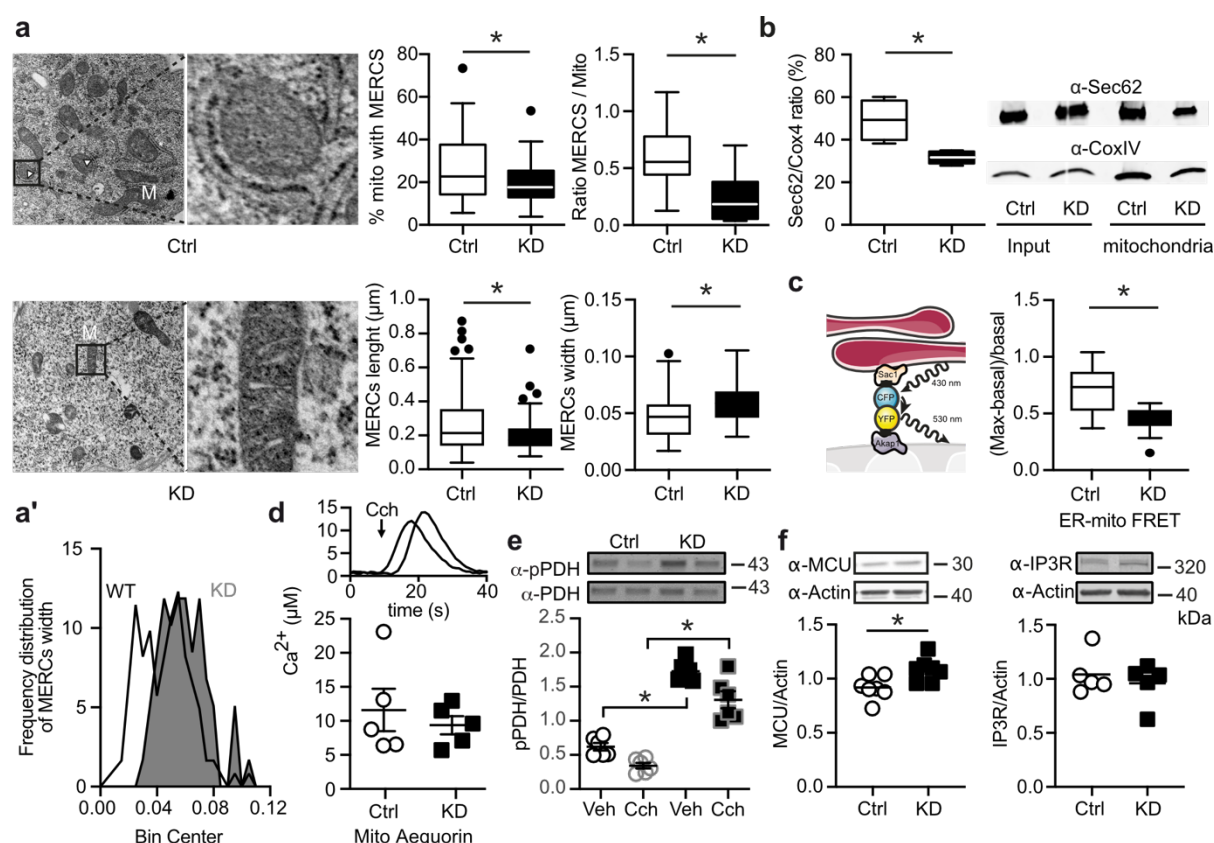 a
% mito with MERCS
80
60
40
20
0
*
Ctrl
KD
Ratio MERCS / Mito
1.5
1.0
0.5
0.0
*
Ctrl
KD
M
Ctrl
b
Sec62/Cox4 ratio (%)
80
60
40
20
0
*
Ctrl
KD
α-Sec62
α-CoxIV
Ctrl KD Ctrl KD
Input mitochondria
M
KD
MERCs lenght (µm)
1.0
0.8
0.6
0.4
0.2
0.0
*
Ctrl
KD
MERCs width (µm)
0.15
0.10
0.05
0.00
*
Ctrl
KD
c
Sac1
CFP
430 nm
YFP
530 nm
Akap1
(Max-basal)/basal
1.5
1.0
0.5
0.0
*
Ctrl
KD
ER-mito FRET
a'
Frequency distribution
of MERCs width
15
10
5
0
WT
KD
0.00 0.04 0.08 0.12
Bin Center
d
Cch
15
0
0 20 40
time (s)
Ca2+ (µM)
25
20
15
10
5
0
Ctrl
KD
Mito Aequorin
e
Ctrl KD
α-pPDH
43
α-PDH
43
pPDH/PDH
2.5
2.0
1.5
1.0
0.5
0.0
*
*
Veh Cch Veh Cch
f
α-MCU
30
α-Actin
40
MCU/Actin
1.5
1.0
0.5
0.0
*
Ctrl
KD
α-IP3R
320
α-Actin
40
kDa
IP3R/Actin
1.5
1.0
0.5
0.0
Ctrl
KD